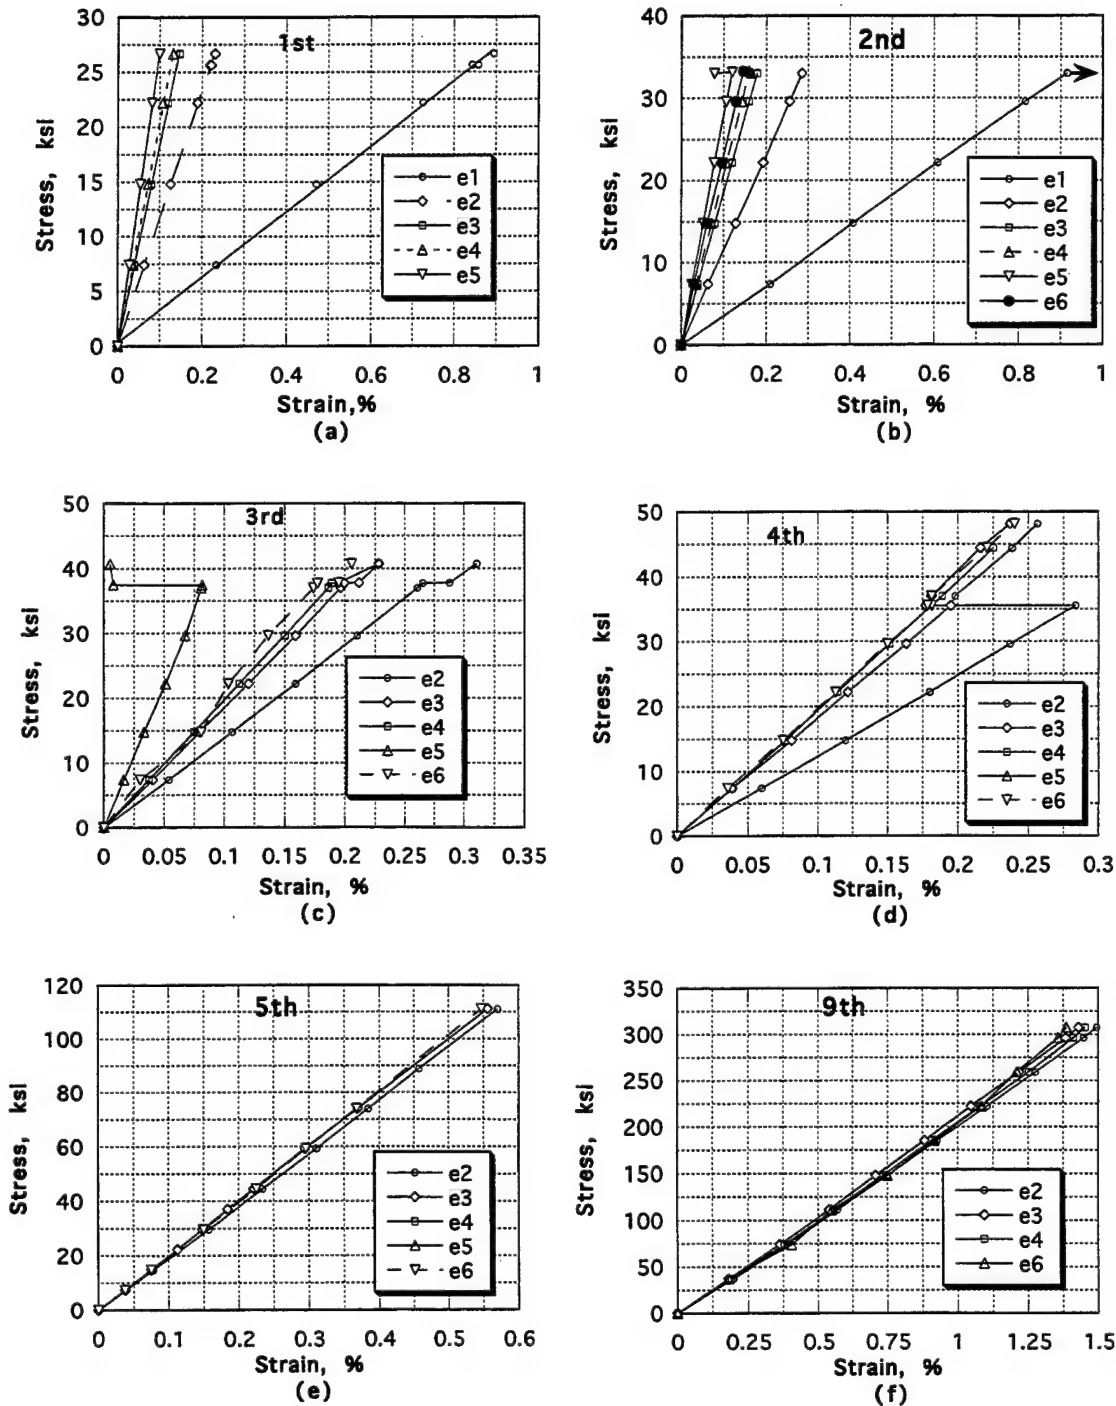 1st
Stress, ksi
30
25
20
15
10
5
0
e1
e2
e3
e4
e5
0 0.2 0.4 0.6 0.8 1
Strain,%
(a)
2nd
Stress, ksi
40
30
20
10
0
e1
e2
e3
e4
e5
e6
0 0.2 0.4 0.6 0.8 1
Strain, %
(b)
3rd
Stress, ksi
50
40
30
20
10
0
e2
e3
e4
e5
e6
0 0.05 0.1 0.15 0.2 0.25 0.3 0.35
Strain, %
(c)
4th
Stress, ksi
50
40
30
20
10
0
e2
e3
e4
e5
e6
0 0.05 0.1 0.15 0.2 0.25 0.3
Strain, %
(d)
5th
Stress, ksi
120
100
80
60
40
20
0
e2
e3
e4
e5
e6
0 0.1 0.2 0.3 0.4 0.5 0.6
Strain, %
(e)
9th
Stress, ksi
350
300
250
200
150
100
50
0
e2
e3
e4
e6
0 0.25 0.5 0.75 1 1.25 1.5
Strain, %
(f)